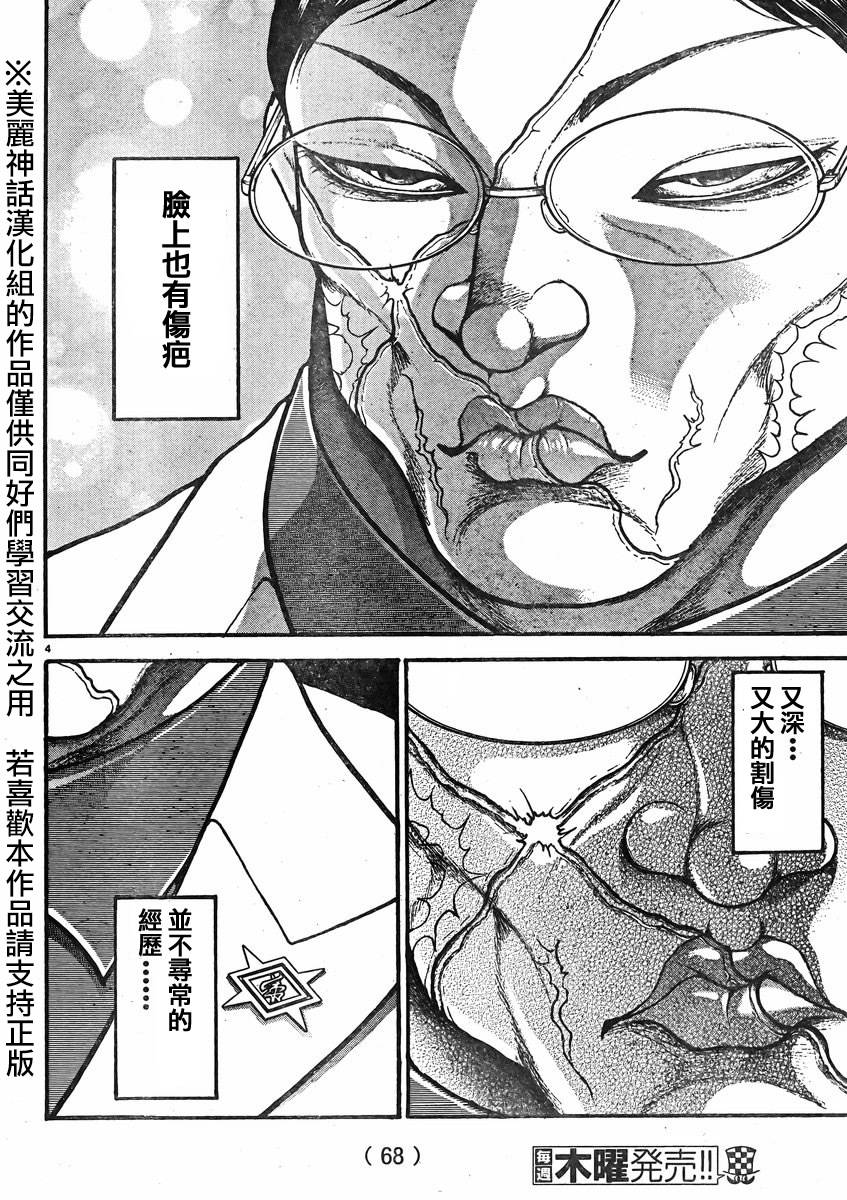 ※美麗神話漢化組的作品僅供同好們學習交流之用 若喜歡本作品請支持正版
臉上也有傷疤
4
又深…
又大的割傷
並不尋常的
經歷……
(68)
毎週木曜発売!!